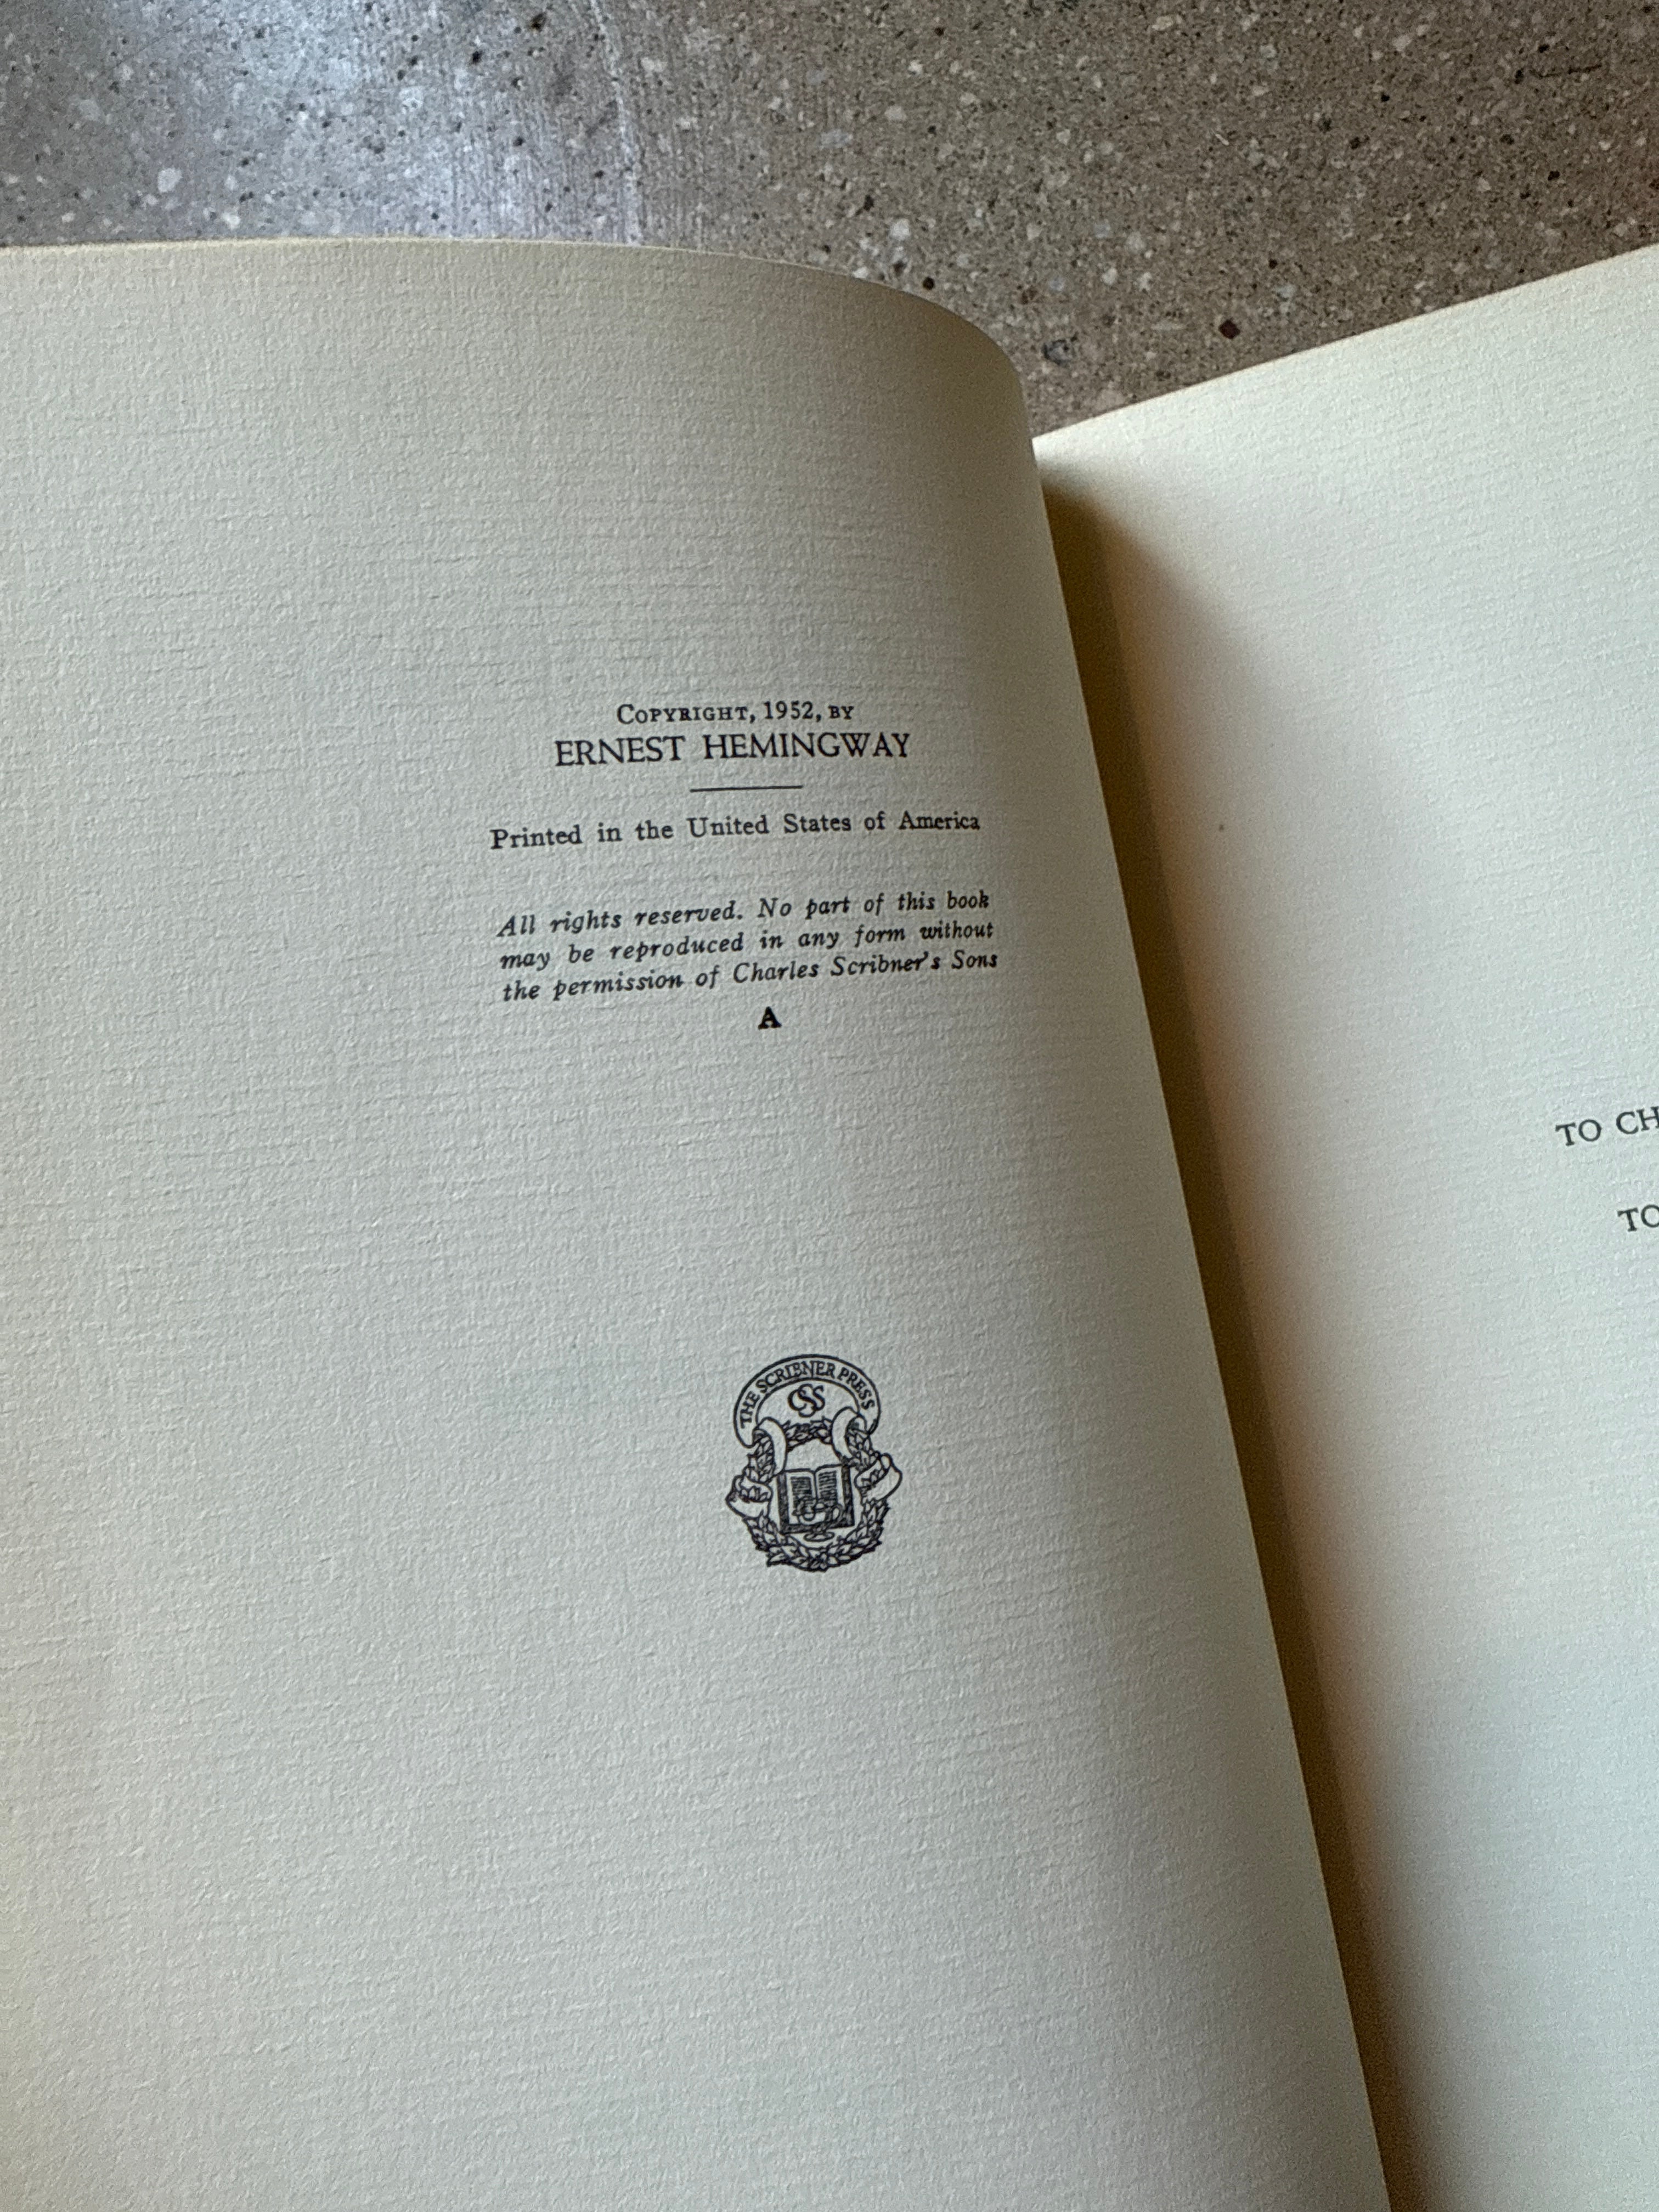 COPYRIGHT, 1952, BY
ERNEST HEMINGWAY
Printed in the United States of America
All rights reserved. No part of this book
may be reproduced in any form without
the permission of Charles Scribner's Sons
A
THE SCRIBNER PRESS
CSS
TO CH
TO